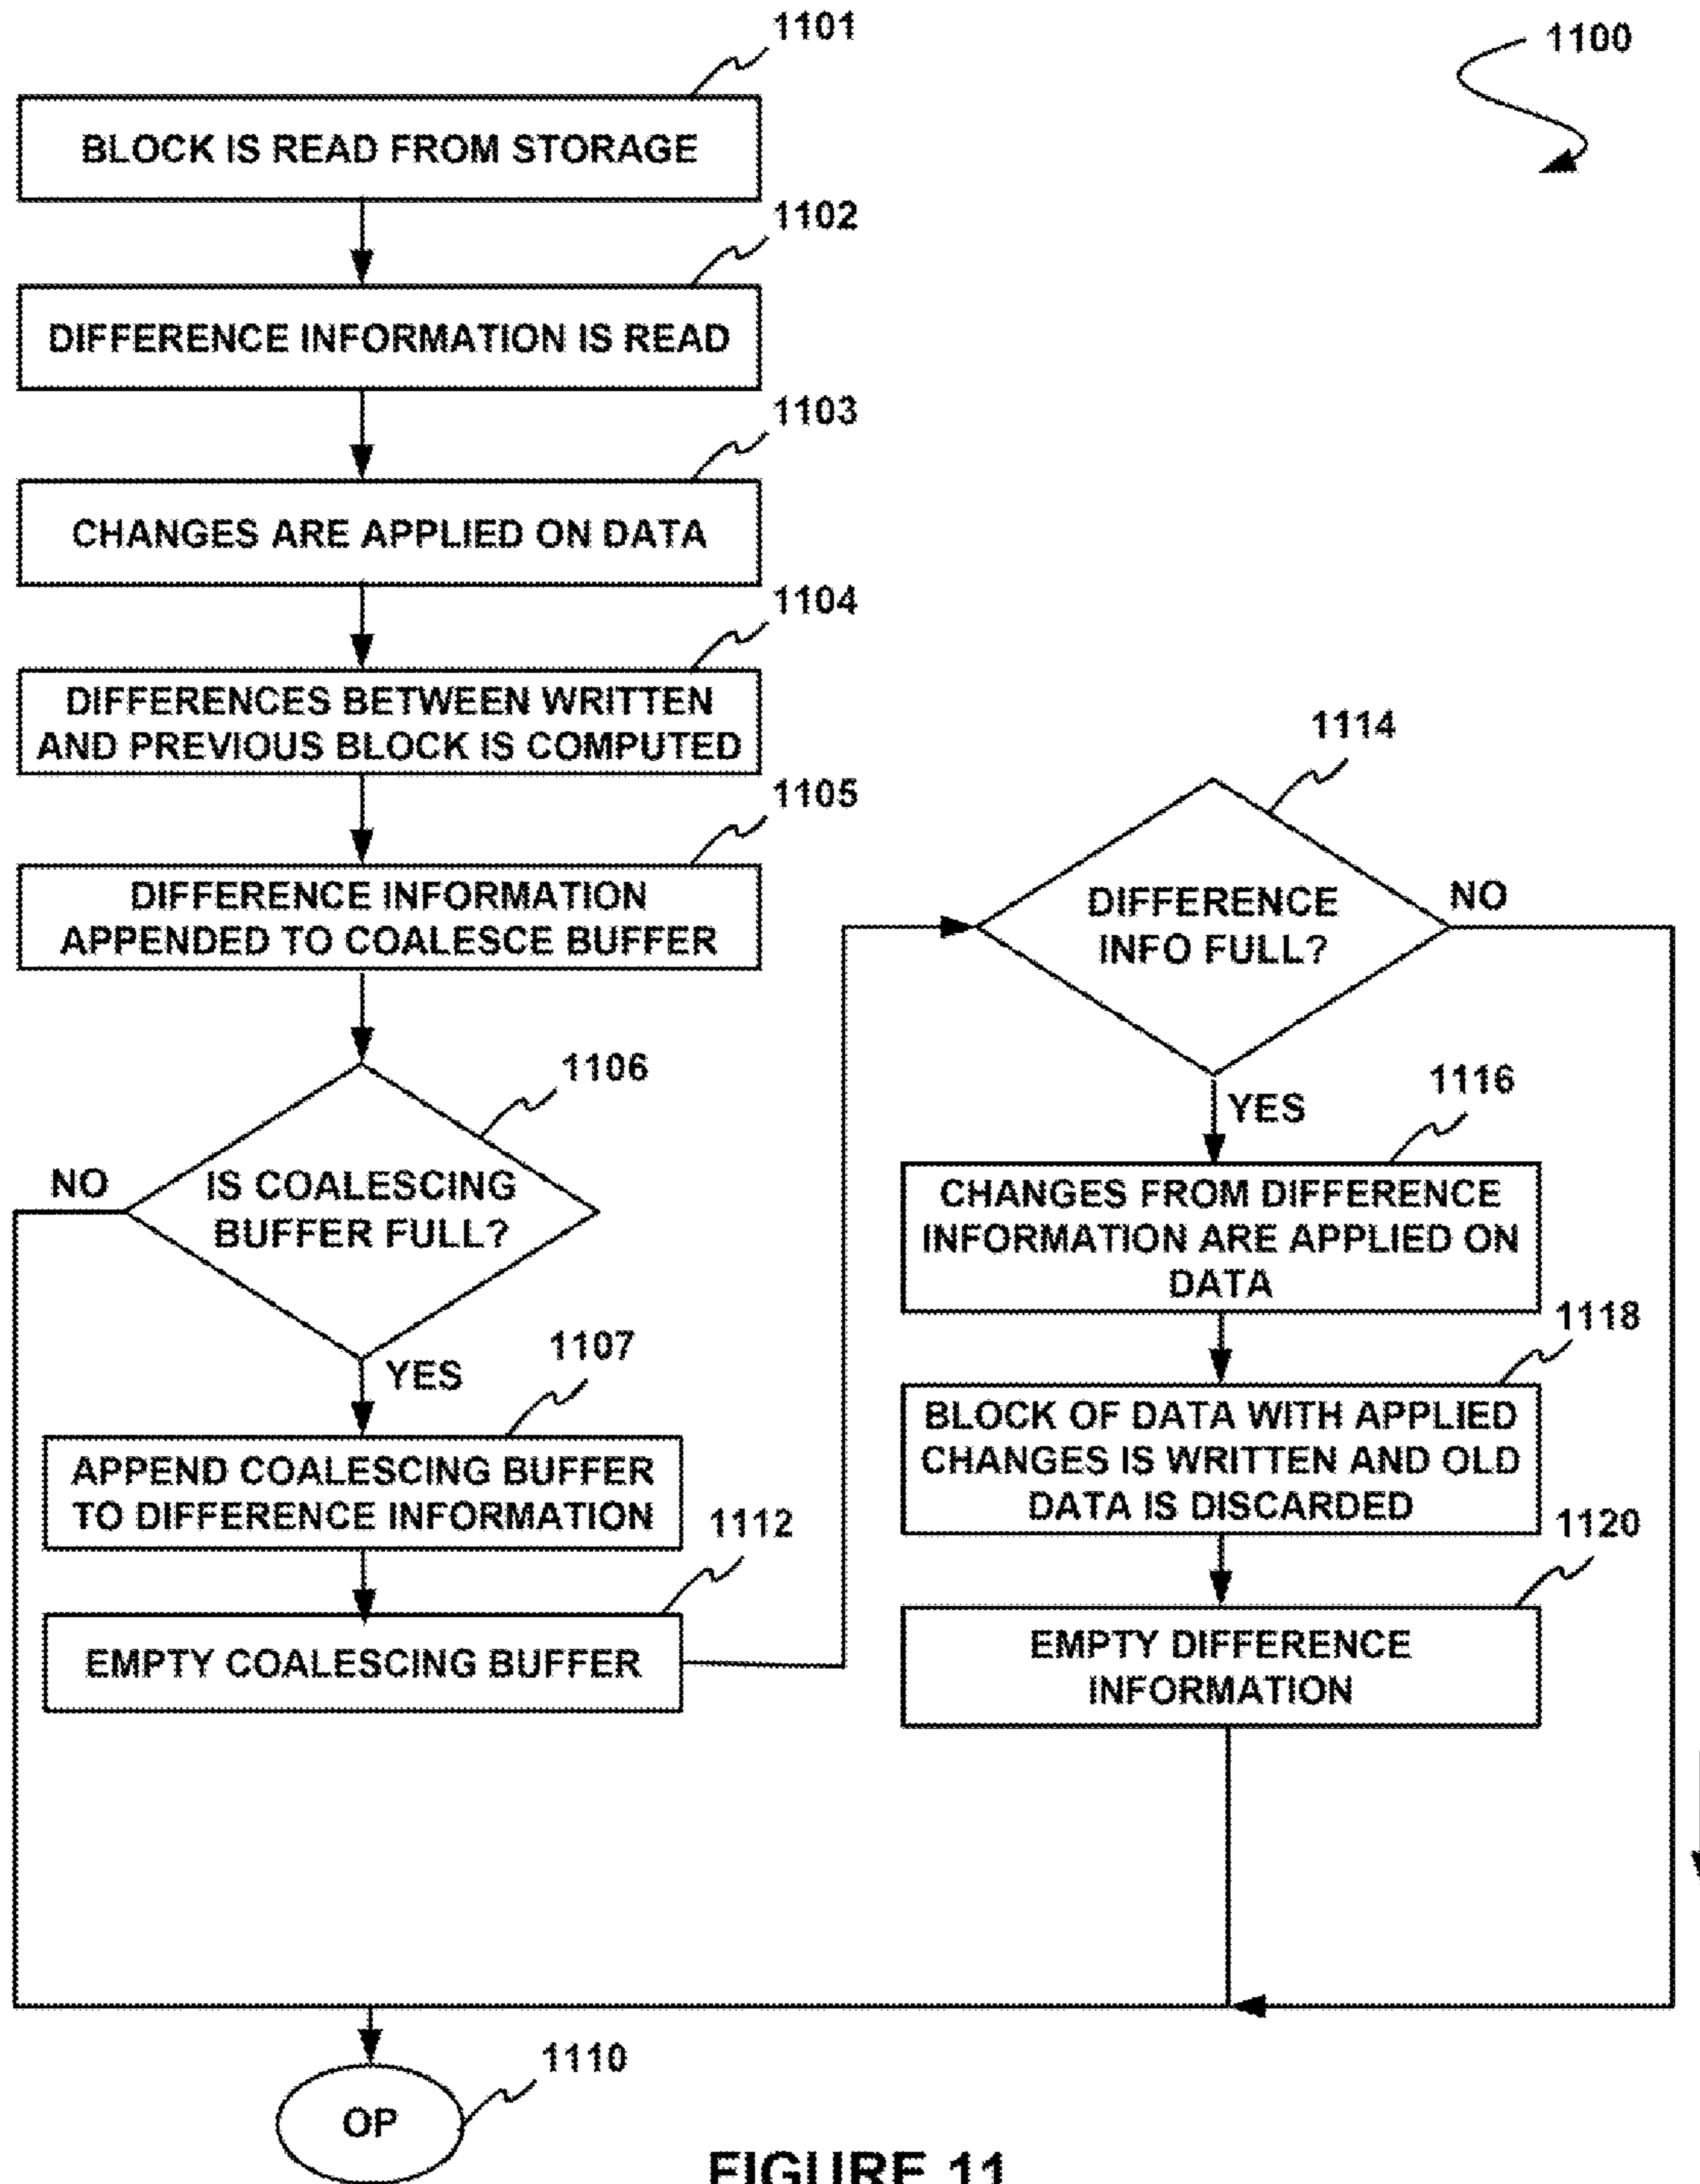 1101
1100
BLOCK IS READ FROM STORAGE
1102
DIFFERENCE INFORMATION IS READ
1103
CHANGES ARE APPLIED ON DATA
1104
DIFFERENCES BETWEEN WRITTEN
AND PREVIOUS BLOCK IS COMPUTED
1105
DIFFERENCE INFORMATION
APPENDED TO COALESCE BUFFER
1106
IS COALESCING
BUFFER FULL?
NO
YES
1107
APPEND COALESCING BUFFER
TO DIFFERENCE INFORMATION
1112
EMPTY COALESCING BUFFER
1114
DIFFERENCE
INFO FULL?
NO
YES
1116
CHANGES FROM DIFFERENCE
INFORMATION ARE APPLIED ON
DATA
1118
BLOCK OF DATA WITH APPLIED
CHANGES IS WRITTEN AND OLD
DATA IS DISCARDED
1120
EMPTY DIFFERENCE
INFORMATION
1110
OP
FIGURE 11